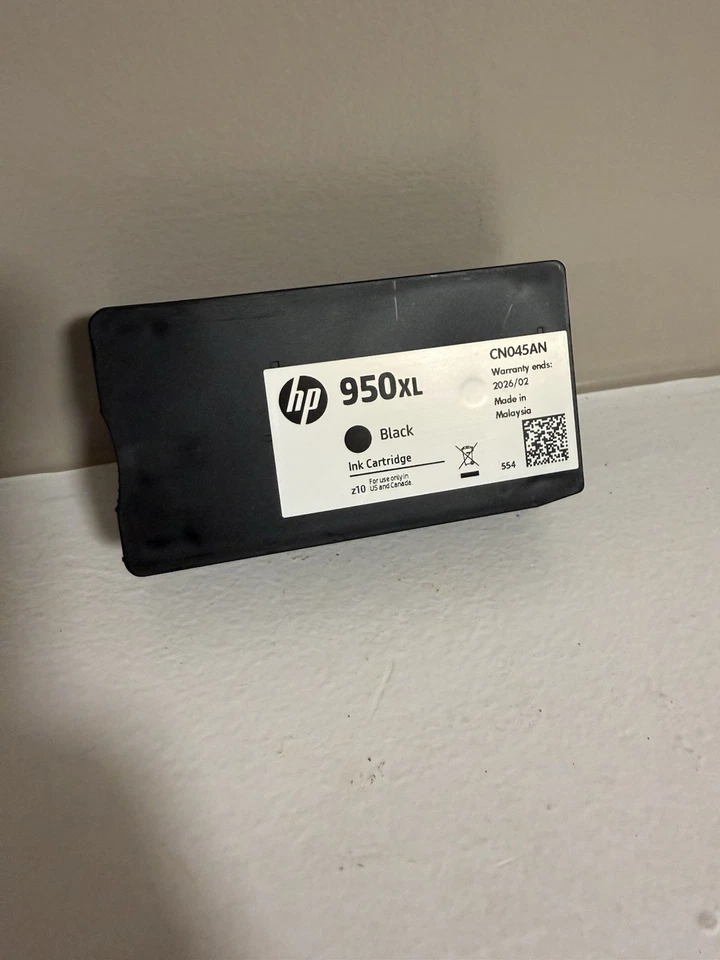 hp
950XL
Black
Ink Cartridge
z10
For use only in
US and Canada.
CN045AN
Warranty ends:
2026/02
Made in
Malaysia
554